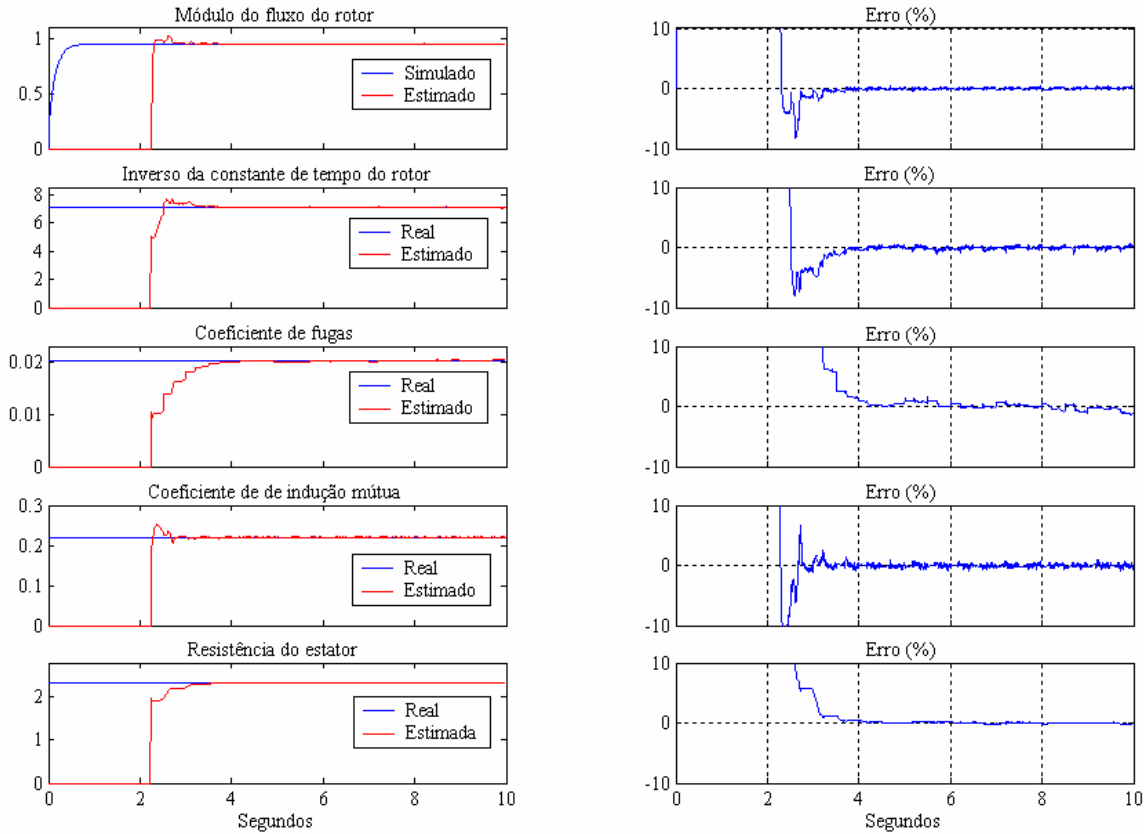 Módulo do fluxo do rotor
1
0.5
0
Simulado
Estimado
Erro (%)
10
0
-10
Inverso da constante de tempo do rotor
8
6
4
2
0
Real
Estimado
Erro (%)
10
0
-10
Coeficiente de fugas
0.02
0.01
0
Real
Estimado
Erro (%)
10
0
-10
Coeficiente de de indução mútua
0.3
0.2
0.1
0
Real
Estimado
Erro (%)
10
0
-10
Resistência do estator
2
1
0
Real
Estimada
0 2 4 6 8 10
Segundos
Erro (%)
10
0
-10
0 2 4 6 8 10
Segundos